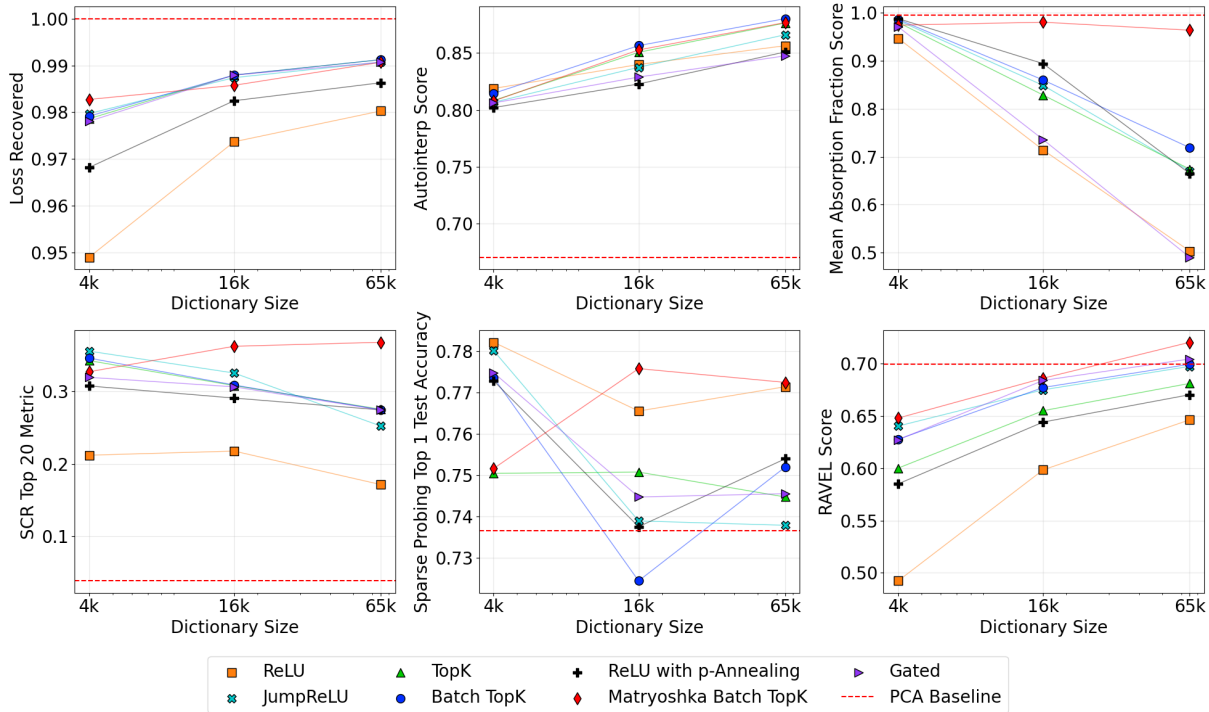 Loss Recovered
1.00
0.99
0.98
0.97
0.96
0.95
4k 16k 65k
Dictionary Size
Autointerp Score
0.85
0.80
0.75
0.70
4k 16k 65k
Dictionary Size
Mean Absorption Fraction Score
1.0
0.9
0.8
0.7
0.6
0.5
4k 16k 65k
Dictionary Size
SCR Top 20 Metric
0.3
0.2
0.1
4k 16k 65k
Dictionary Size
Sparse Probing Top 1 Test Accuracy
0.78
0.77
0.76
0.75
0.74
0.73
4k 16k 65k
Dictionary Size
RAVEL Score
0.70
0.65
0.60
0.55
0.50
4k 16k 65k
Dictionary Size
ReLU TopK ReLU with p-Annealing Gated
JumpReLU Batch TopK Matryoshka Batch TopK PCA Baseline